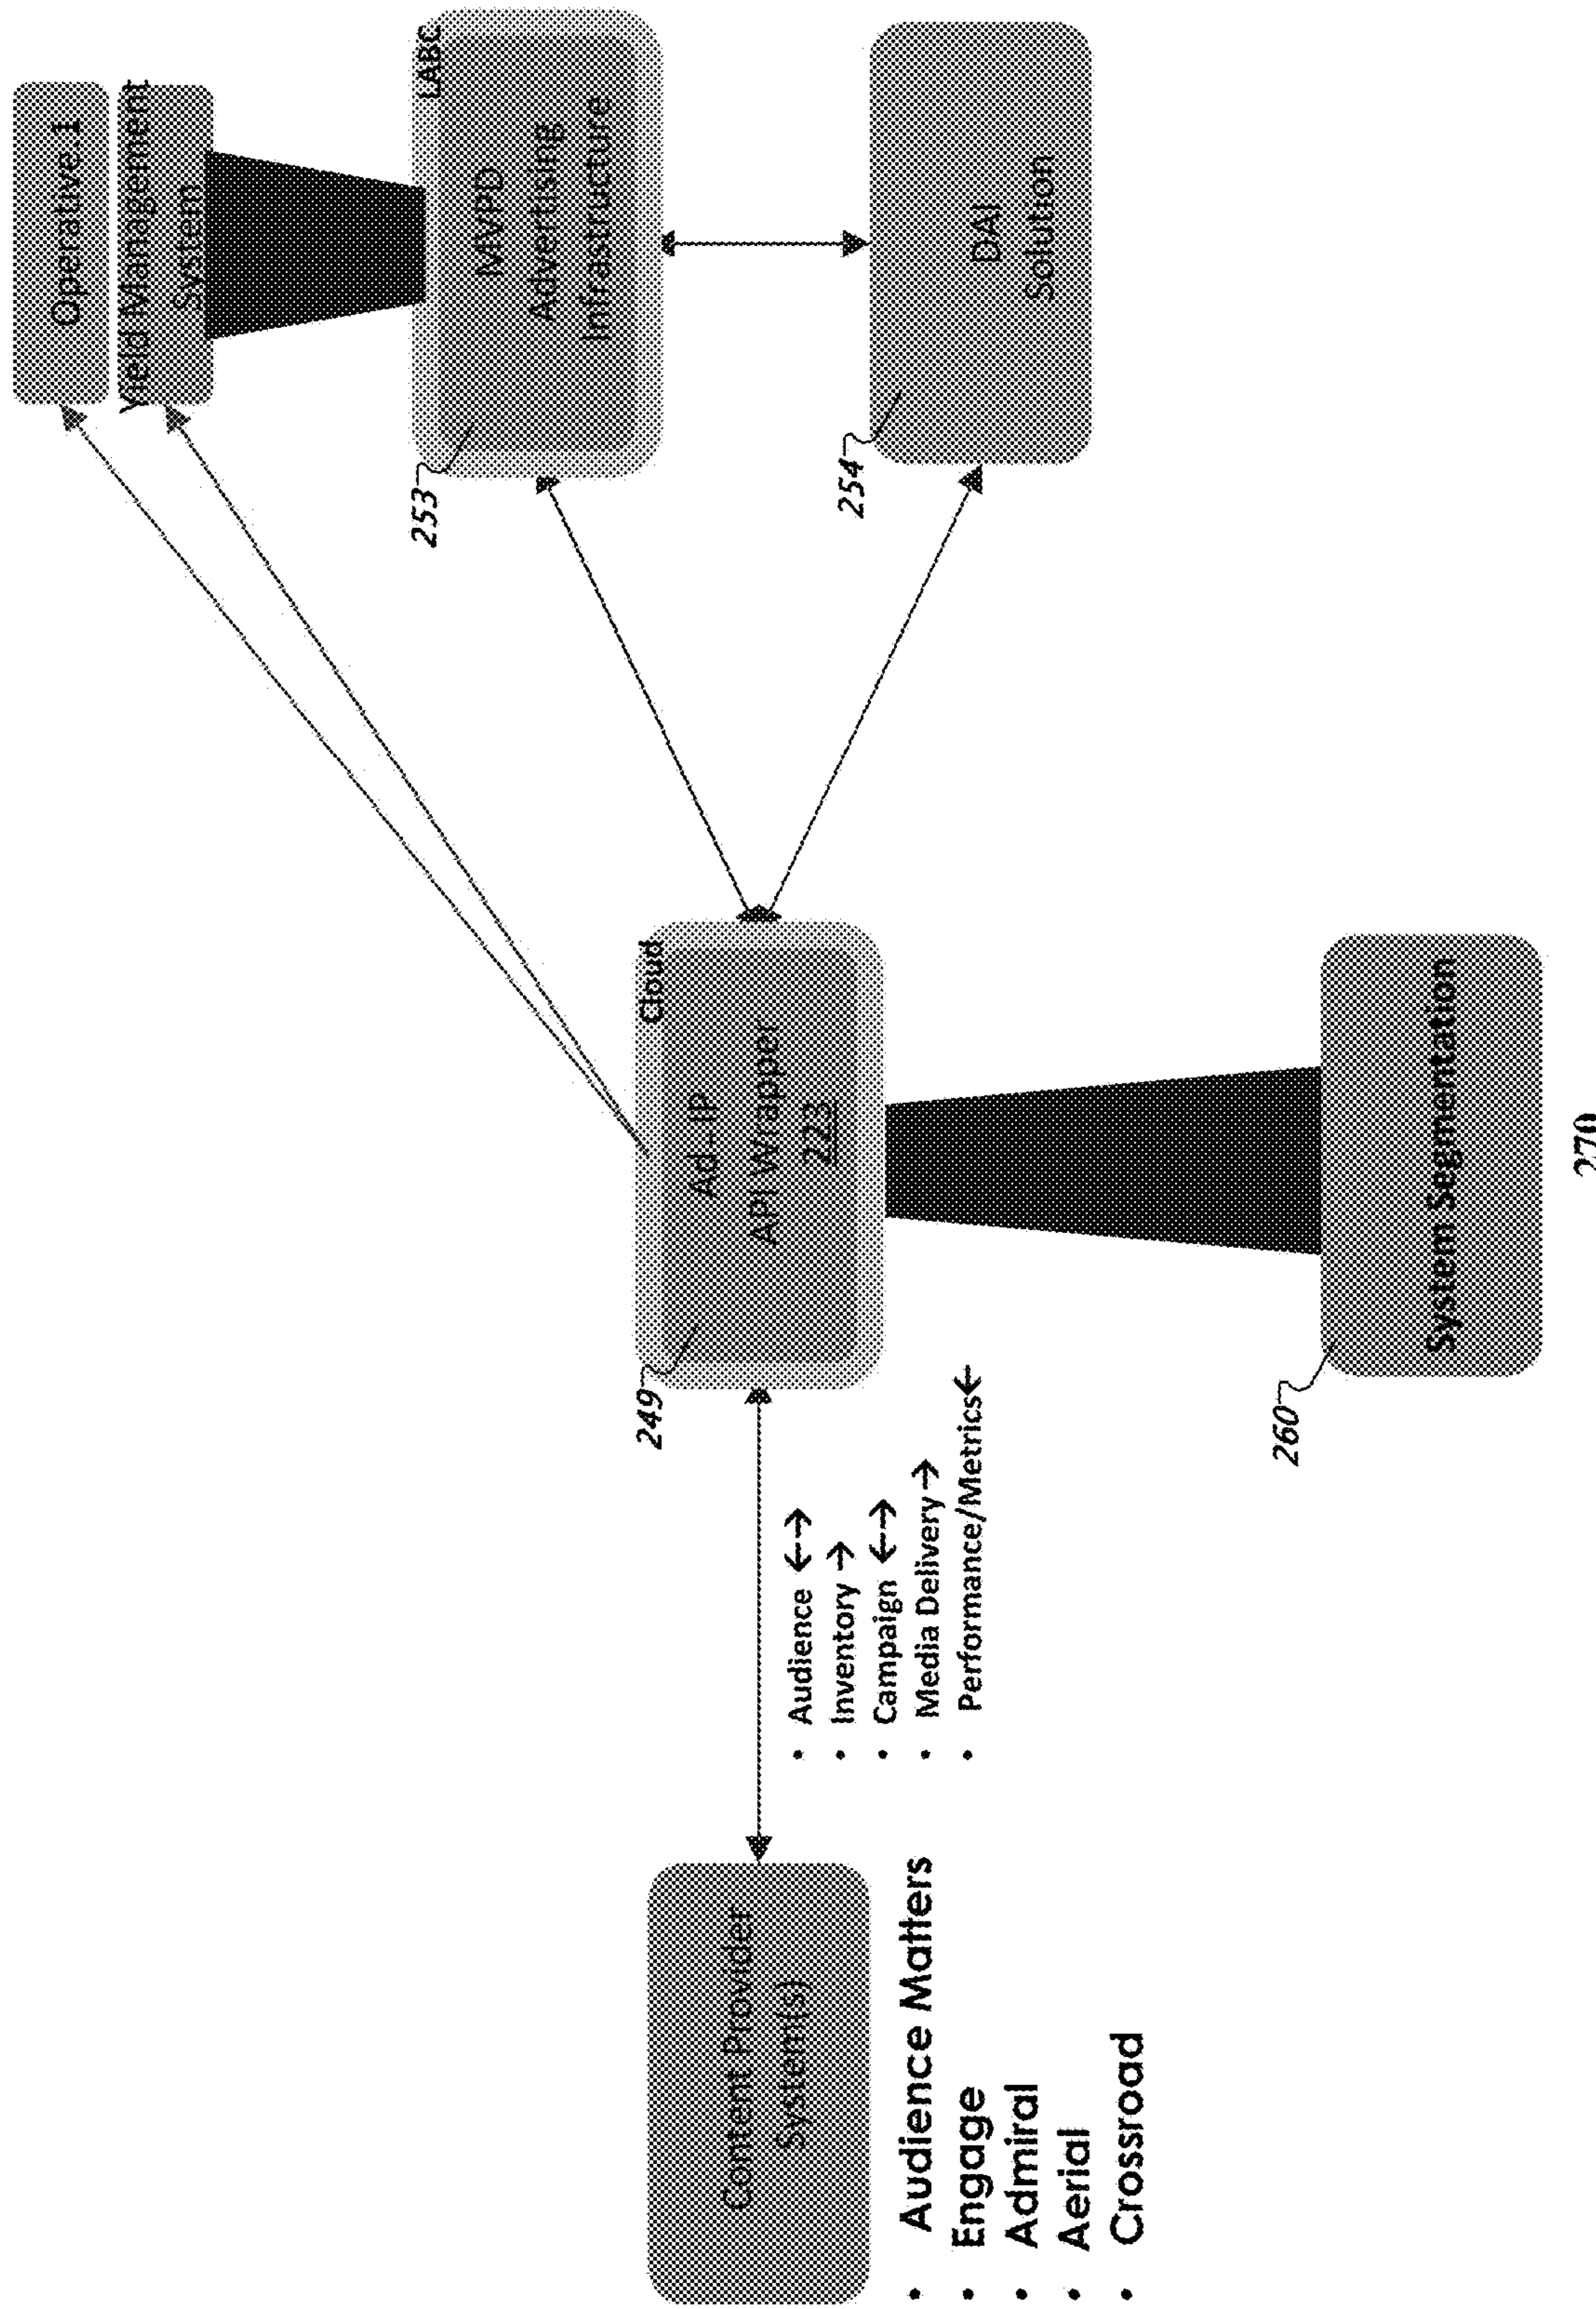 Operative.1
Yield Management
System
LABC
MVPD
Advertising
Infrastructure
253
DAI
Solution
254
Cloud
Ad_IP
API Wrapper
223
249
System Segmentation
260
Content Provider
System(s)
• Audience ↔
• Inventory →
• Campaign ↔
• Media Delivery →
• Performance/Metrics ←
• Audience Matters
• Engage
• Admiral
• Aerial
• Crossroad
270